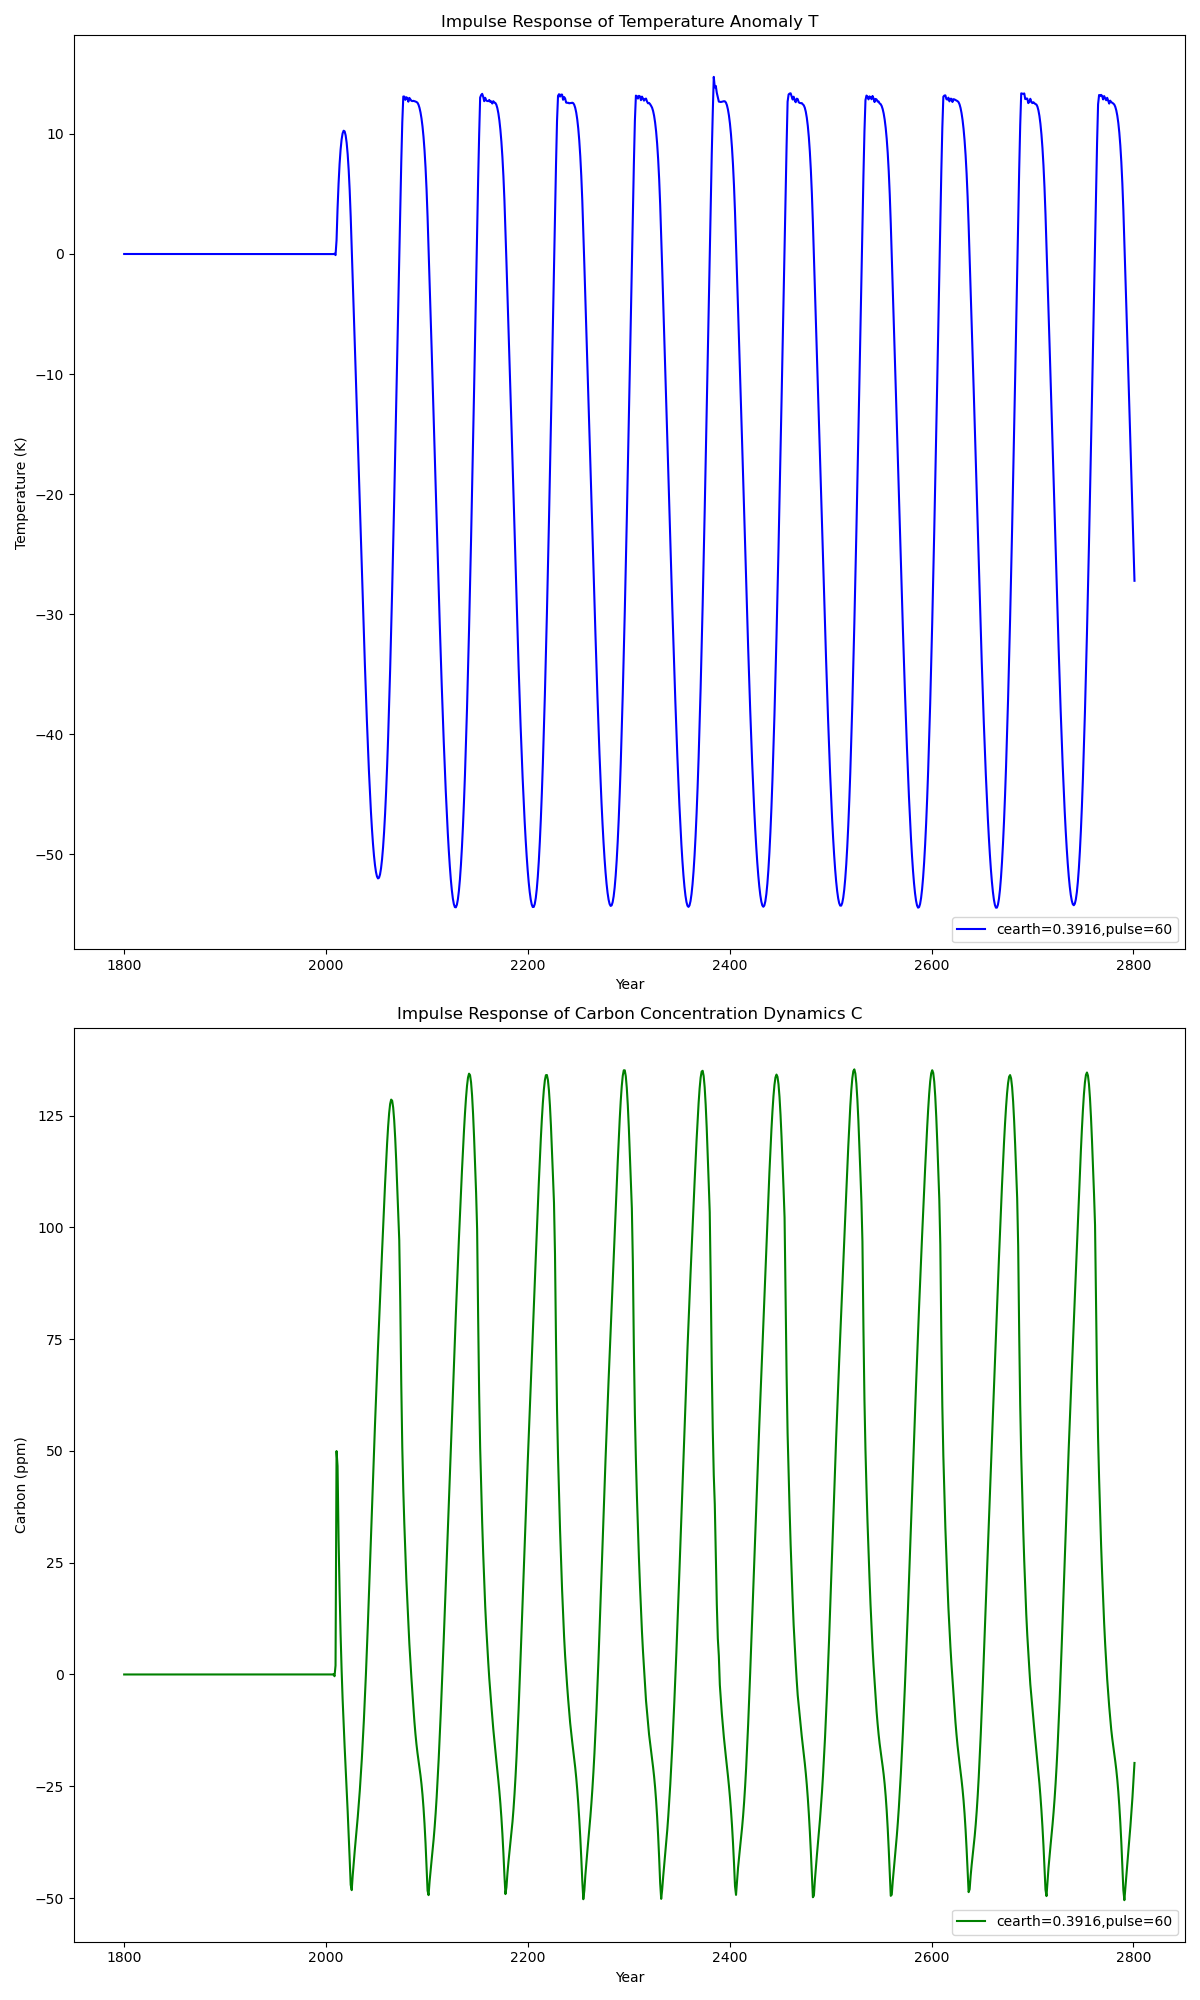 Impulse Response of Temperature Anomaly T
Temperature (K)
10
0
−10
−20
−30
−40
−50
cearth=0.3916,pulse=60
1800 2000 2200 2400 2600 2800
Year
Impulse Response of Carbon Concentration Dynamics C
Carbon (ppm)
125
100
75
50
25
0
−25
−50
cearth=0.3916,pulse=60
1800 2000 2200 2400 2600 2800
Year